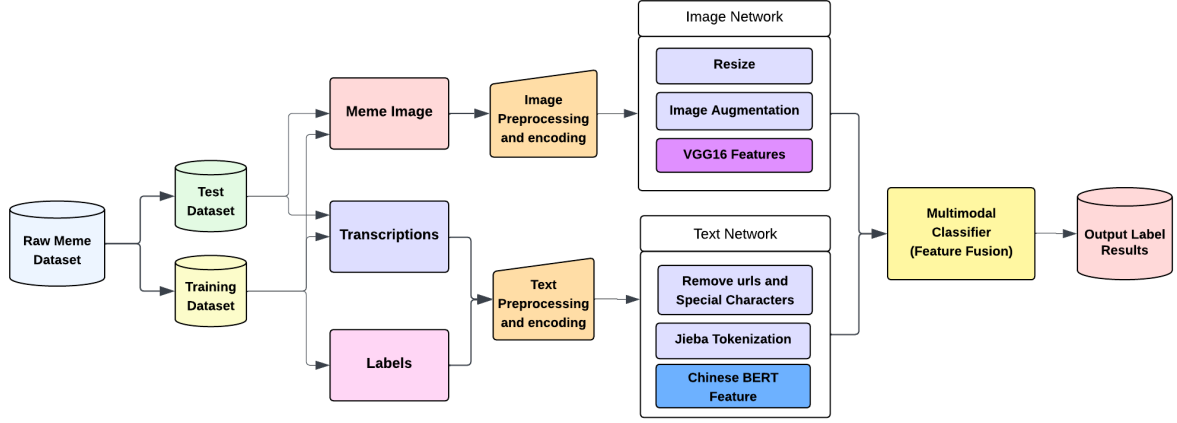 Raw Meme
Dataset
Test
Dataset
Training
Dataset
Meme Image
Transcriptions
Labels
Image
Preprocessing
and encoding
Text
Preprocessing
and encoding
Image Network
Resize
Image Augmentation
VGG16 Features
Text Network
Remove urls and
Special Characters
Jieba Tokenization
Chinese BERT
Feature
Multimodal
Classifier
(Feature Fusion)
Output Label
Results